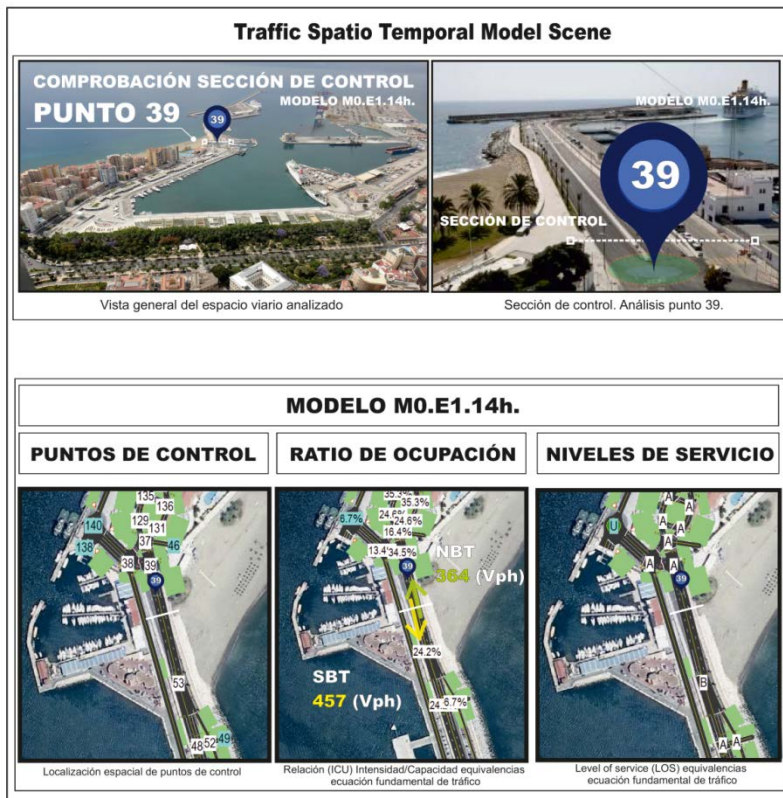 Traffic Spatio Temporal Model Scene
COMPROBACIÓN SECCIÓN DE CONTROL
PUNTO 39
MODELO M0.E1.14h.
39
MODELO M0.E1.14h.
39
SECCIÓN DE CONTROL
Vista general del espacio viario analizado
Sección de control. Análisis punto 39.
MODELO M0.E1.14h.
PUNTOS DE CONTROL
RATIO DE OCUPACIÓN
NIVELES DE SERVICIO
135
136
129
131
140
37
46
138
38
39
39
53
48
52
49
35.3%
35.3%
24.6%
24.6%
6.7%
16.4%
13.4%
34.5%
NBT
39
364 (Vph)
24.2%
SBT
457 (Vph)
6.7%
A
A
A
A
U
A
A
A
39
B
A
A
Localización espacial de puntos de control
Relación (ICU) Intensidad/Capacidad equivalencias
ecuación fundamental de tráfico
Level of service (LOS) equivalencias
ecuación fundamental de tráfico